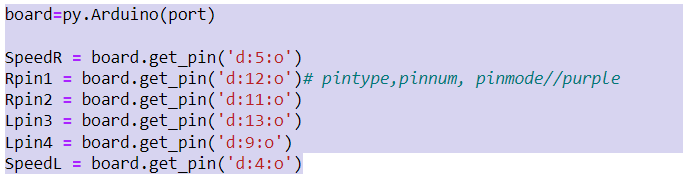 board=py.Arduino(port)
SpeedR = board.get_pin('d:5:o')
Rpin1 = board.get_pin('d:12:o')# pintype,pinnum, pinmode//purple
Rpin2 = board.get_pin('d:11:o')
Lpin3 = board.get_pin('d:13:o')
Lpin4 = board.get_pin('d:9:o')
SpeedL = board.get_pin('d:4:o')